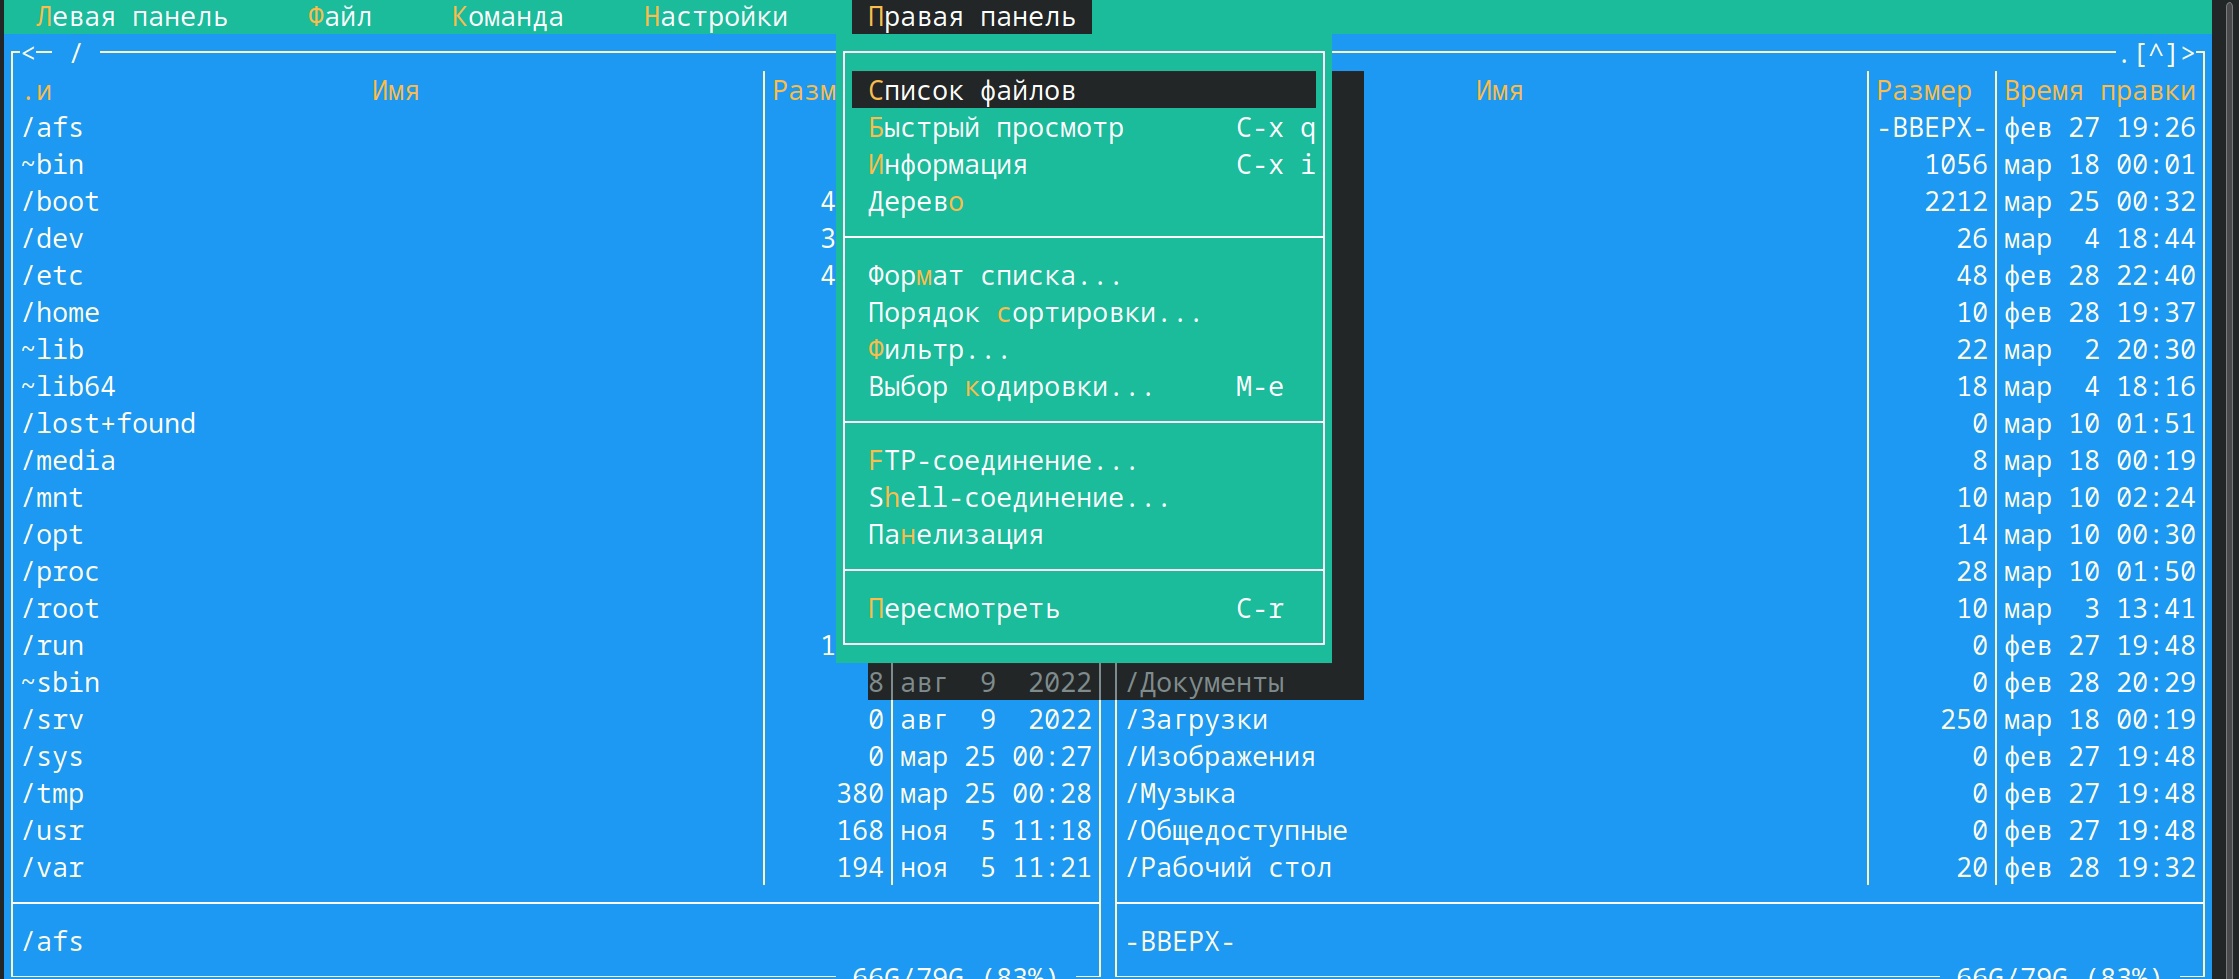 Левая панель Файл Команда Настройки Правая панель
<— / .[^]>
.и Имя Разм Имя Размер Время правки
Список файлов
/afs Быстрый просмотр C-x q -ВВЕРХ- фев 27 19:26
~bin Информация C-x i 1056 мар 18 00:01
/boot 4 Дерево 2212 мар 25 00:32
/dev 3 26 мар 4 18:44
/etc 4 Формат списка... 48 фев 28 22:40
/home Порядок сортировки... 10 фев 28 19:37
~lib Фильтр... 22 мар 2 20:30
~lib64 Выбор кодировки... M-e 18 мар 4 18:16
/lost+found 0 мар 10 01:51
/media FTP-соединение... 8 мар 18 00:19
/mnt Shell-соединение... 10 мар 10 02:24
/opt Панелизация 14 мар 10 00:30
/proc 28 мар 10 01:50
/root Пересмотреть C-r 10 мар 3 13:41
/run 1 0 фев 27 19:48
~sbin 8 авг 9 2022 /Документы 0 фев 28 20:29
/srv 0 авг 9 2022 /Загрузки 250 мар 18 00:19
/sys 0 мар 25 00:27 /Изображения 0 фев 27 19:48
/tmp 380 мар 25 00:28 /Музыка 0 фев 27 19:48
/usr 168 ноя 5 11:18 /Общедоступные 0 фев 27 19:48
/var 194 ноя 5 11:21 /Рабочий стол 20 фев 28 19:32
/afs -ВВЕРХ-
66G/79G (83%) 66G/79G (83%)